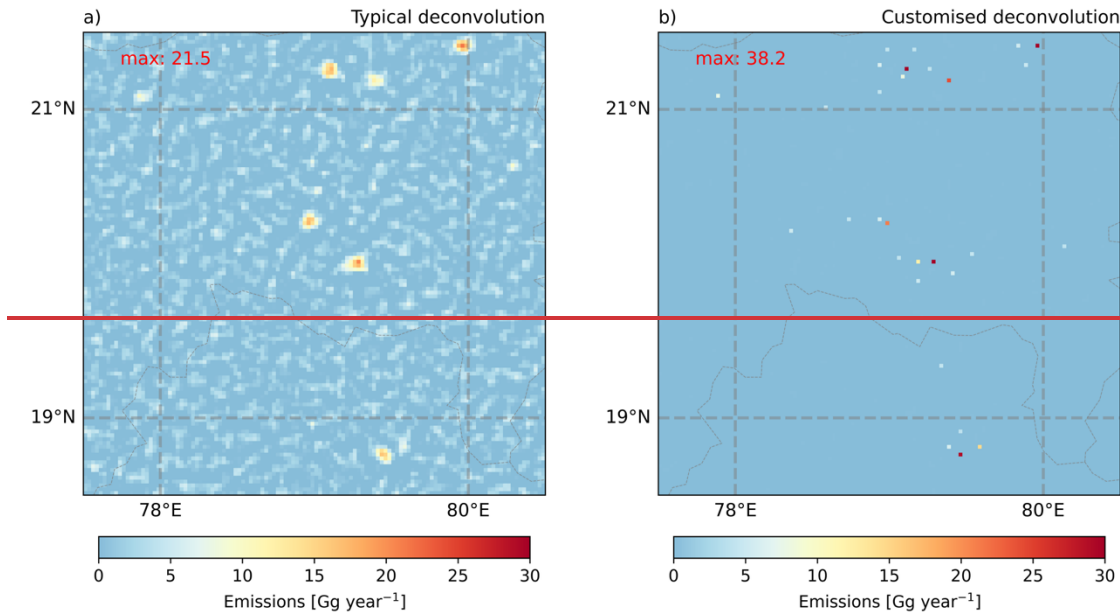 a) Typical deconvolution
max: 21.5
21°N
19°N
78°E 80°E
0 5 10 15 20 25 30
Emissions [Gg year⁻¹]
b) Customised deconvolution
max: 38.2
78°E 80°E
0 5 10 15 20 25 30
Emissions [Gg year⁻¹]
21°N
19°N